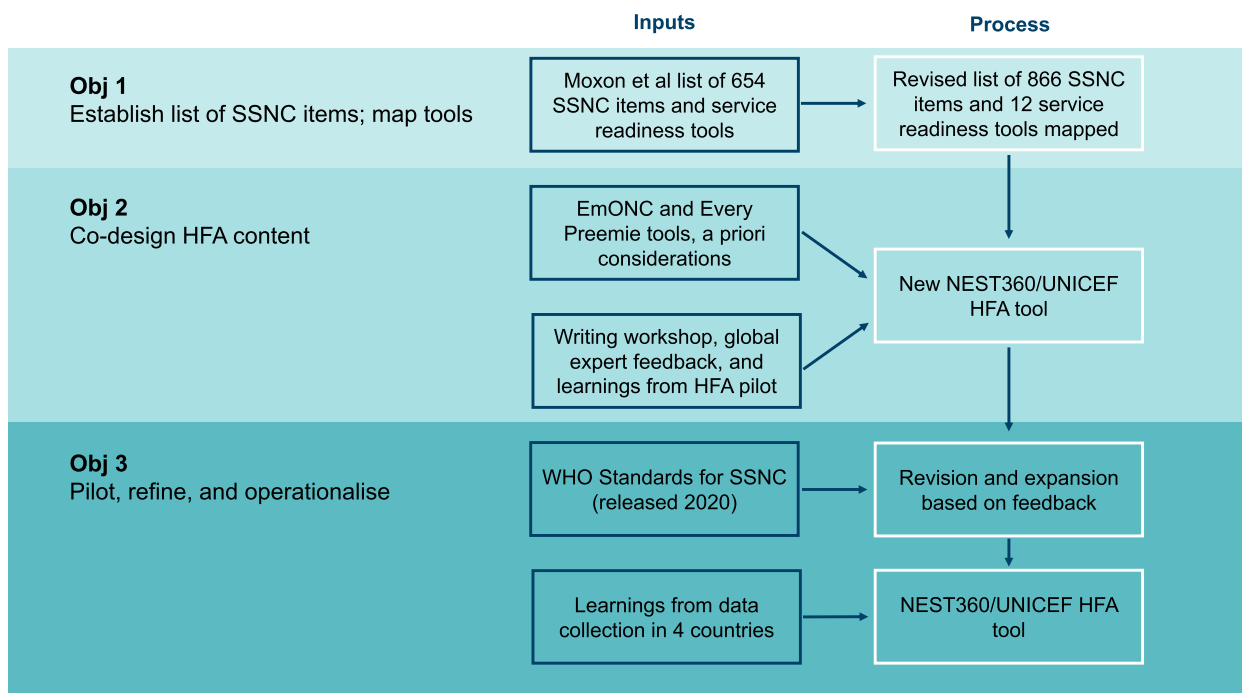 Inputs
Process
Obj 1
Establish list of SSNC items; map tools
Moxon et al list of 654
SSNC items and service
readiness tools
Revised list of 866 SSNC
items and 12 service
readiness tools mapped
Obj 2
Co-design HFA content
EmONC and Every
Preemie tools, a priori
considerations
Writing workshop, global
expert feedback, and
learnings from HFA pilot
New NEST360/UNICEF
HFA tool
Obj 3
Pilot, refine, and operationalise
WHO Standards for SSNC
(released 2020)
Revision and expansion
based on feedback
Learnings from data
collection in 4 countries
NEST360/UNICEF HFA
tool